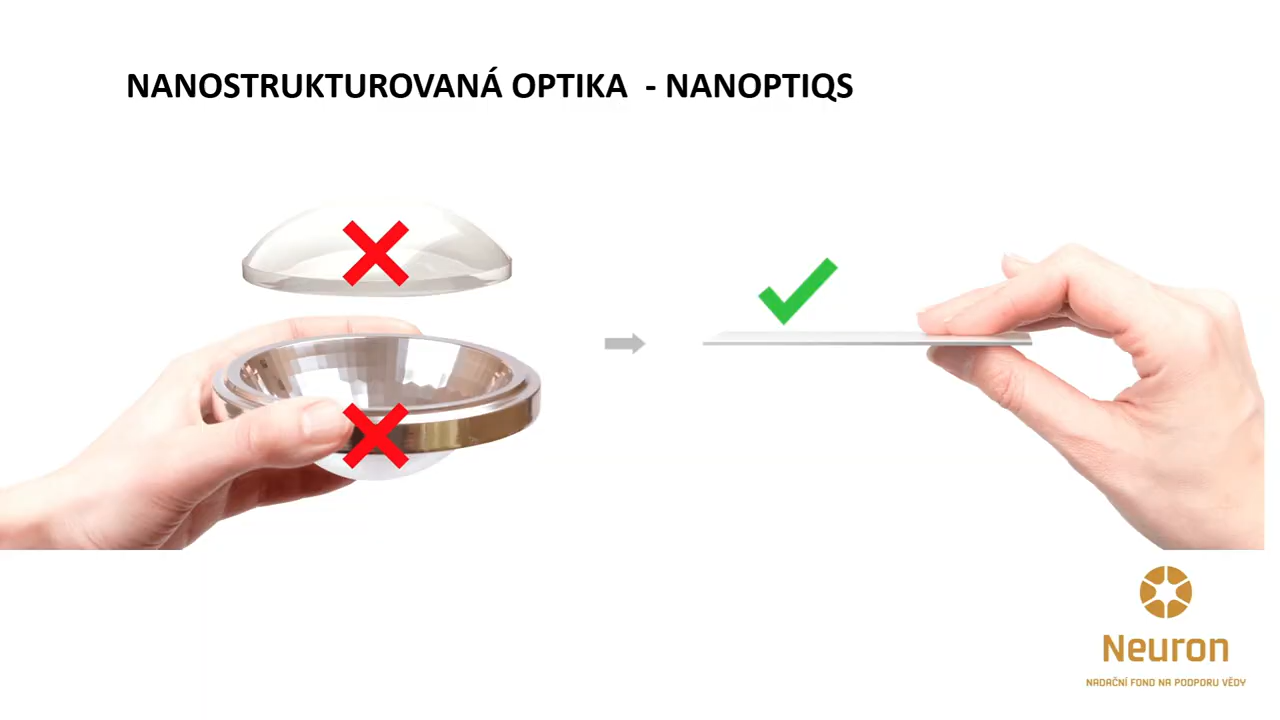 NANOSTRUKTUROVANÁ OPTIKA - NANOPTIQS
Neuron
NADAČNÍ FOND NA PODPORU VĚDY